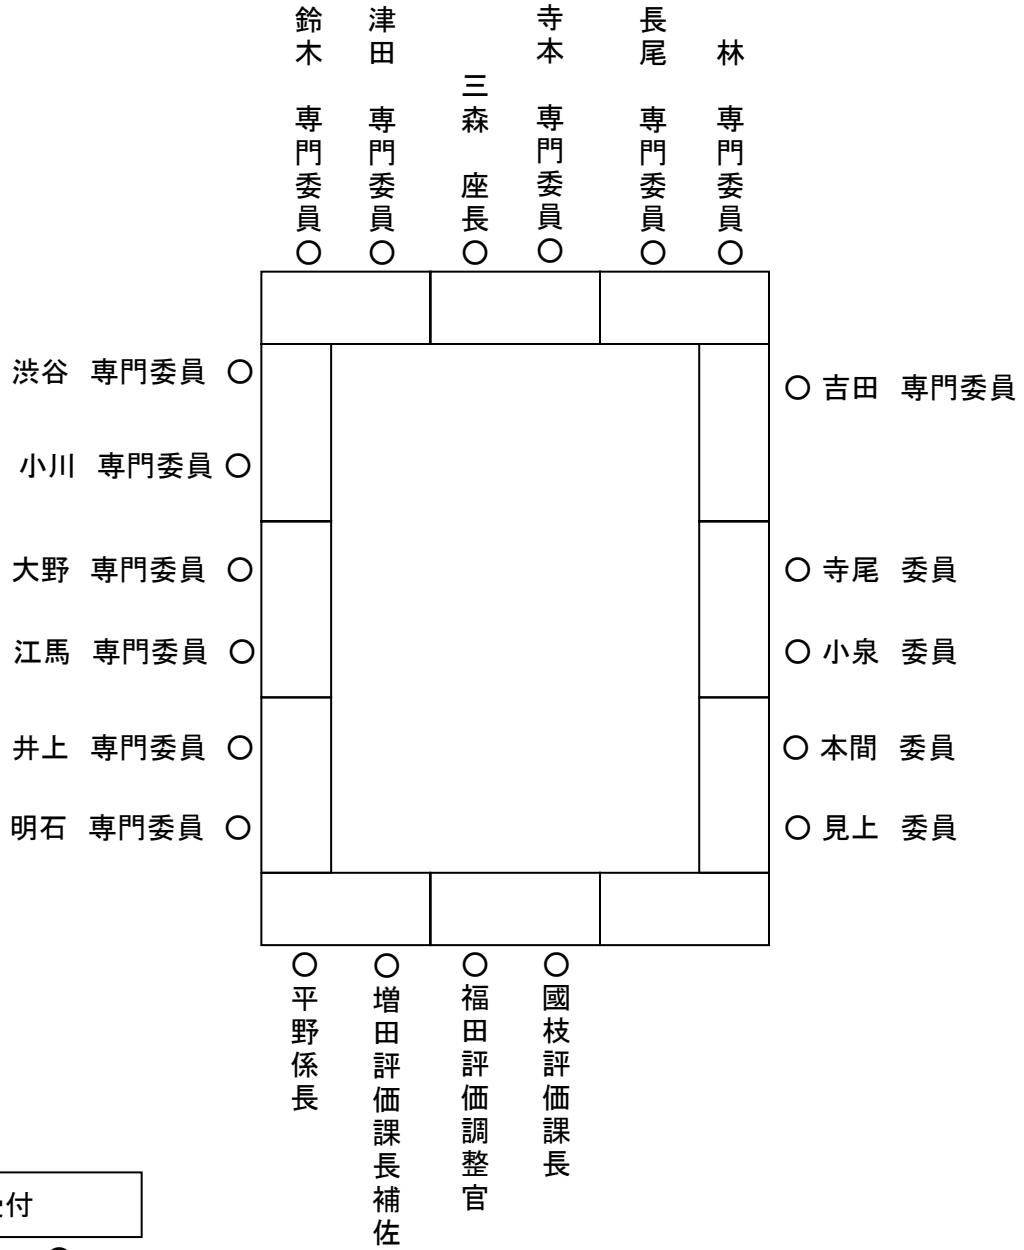 鈴木 専門委員○
津田 専門委員○
三森 座長○
寺本 専門委員○
長尾 専門委員○
林 専門委員○
渋谷 専門委員 ○
小川 専門委員 ○
大野 専門委員 ○
江馬 専門委員 ○
井上 専門委員 ○
明石 専門委員 ○
○ 吉田 専門委員
○ 寺尾 委員
○ 小泉 委員
○ 本間 委員
○ 見上 委員
○平野係長
○増田評価課長補佐
○福田評価調整官
○國枝評価課長
付